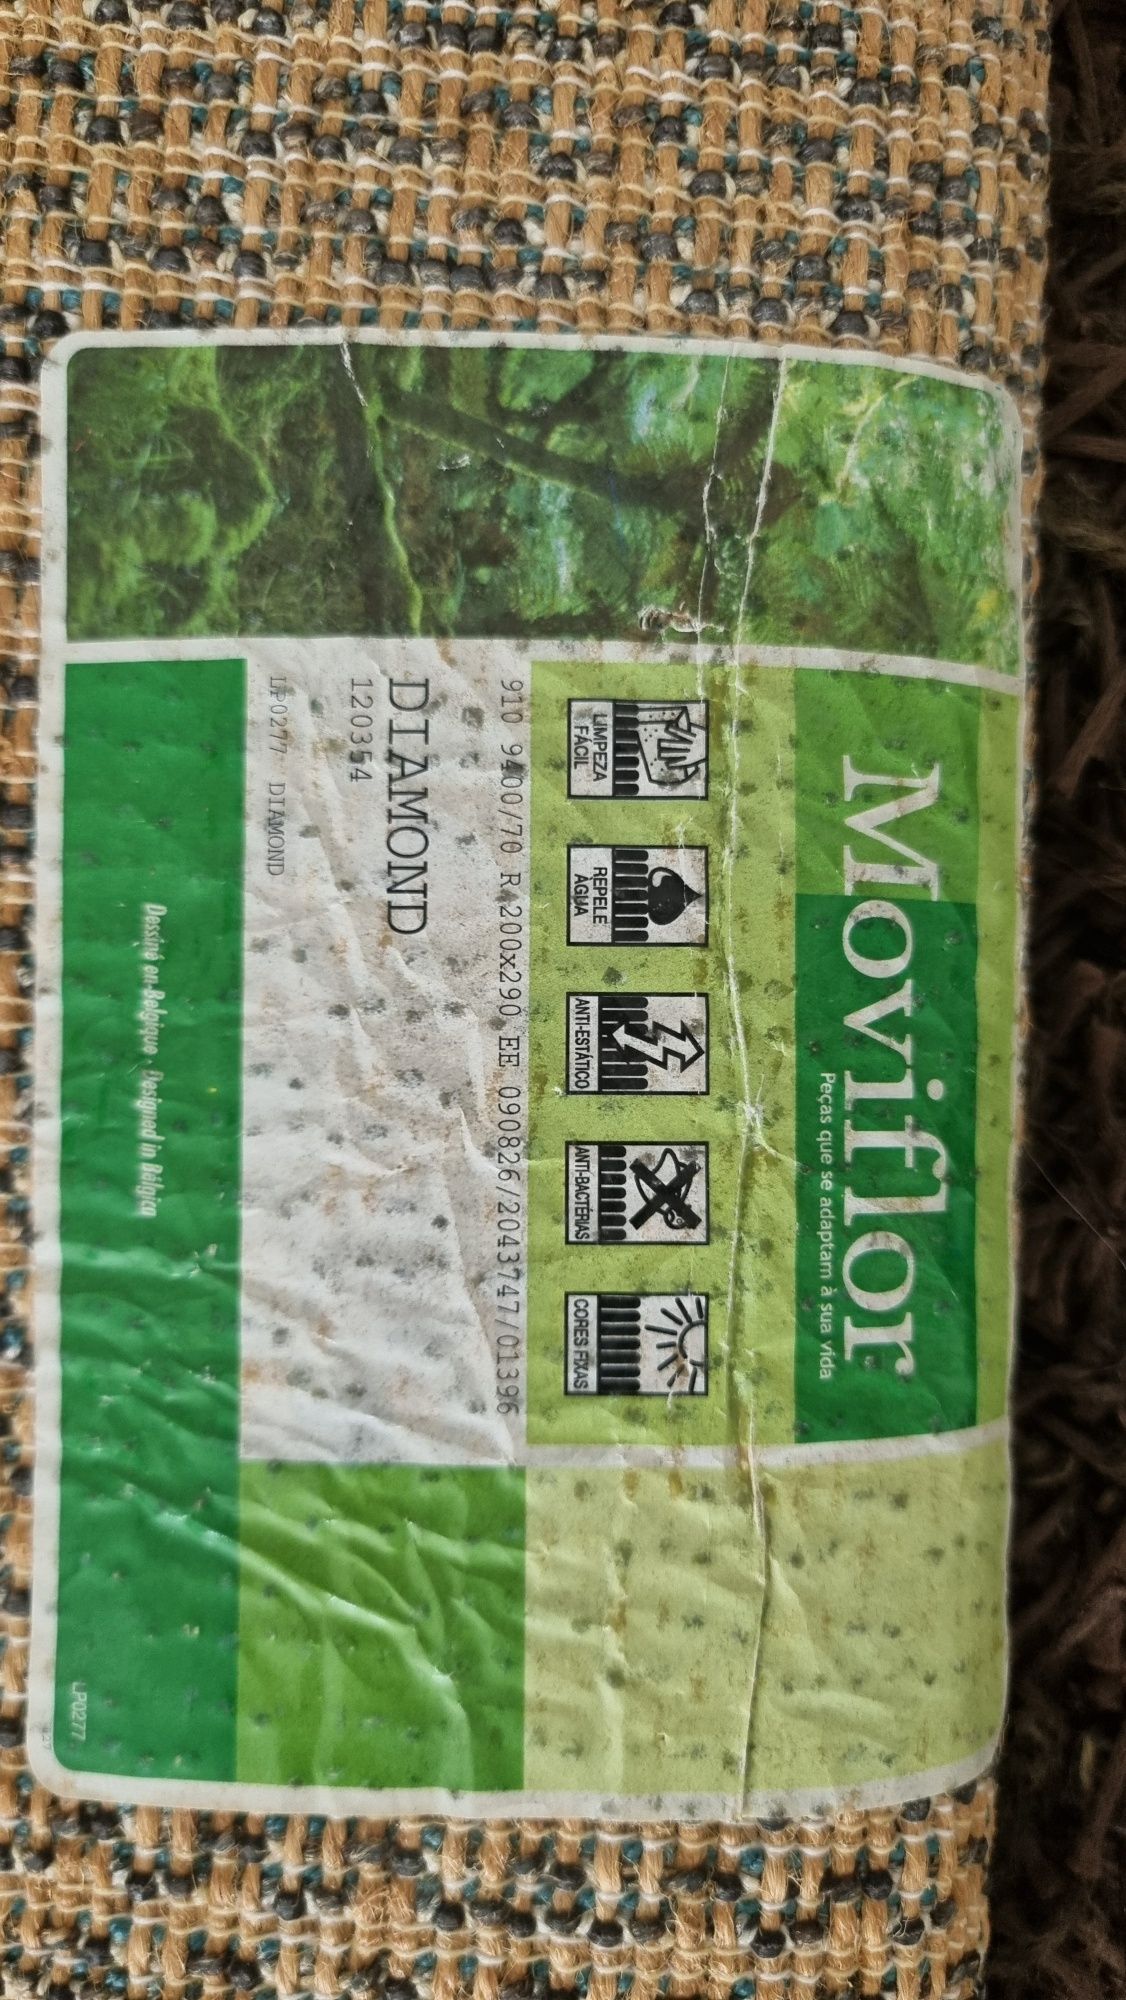 Moviflor
Peças que se adaptam à sua vida
LIMPEZA
FÁCIL
REPELE
ÁGUA
ANTI-ESTÁTICO
ANTI-BACTÉRIAS
CORES FIXAS
910 9400/70 R 200x290 EE 090826/2043747/01396
DIAMOND
120354
LP0277 DIAMOND
Dessiné en Belgique · Designed in Belgica
LP0277